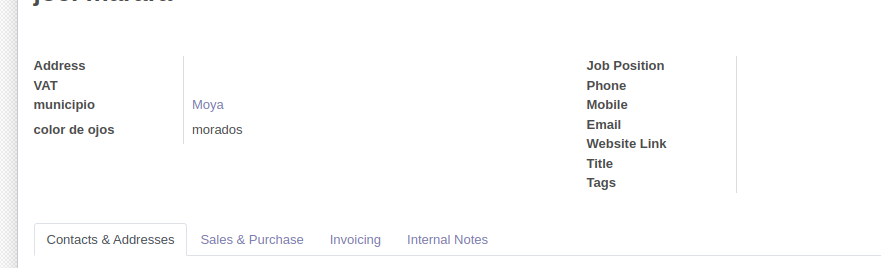 Address
VAT
municipio Moya
color de ojos morados
Job Position
Phone
Mobile
Email
Website Link
Title
Tags
Contacts & Addresses Sales & Purchase Invoicing Internal Notes